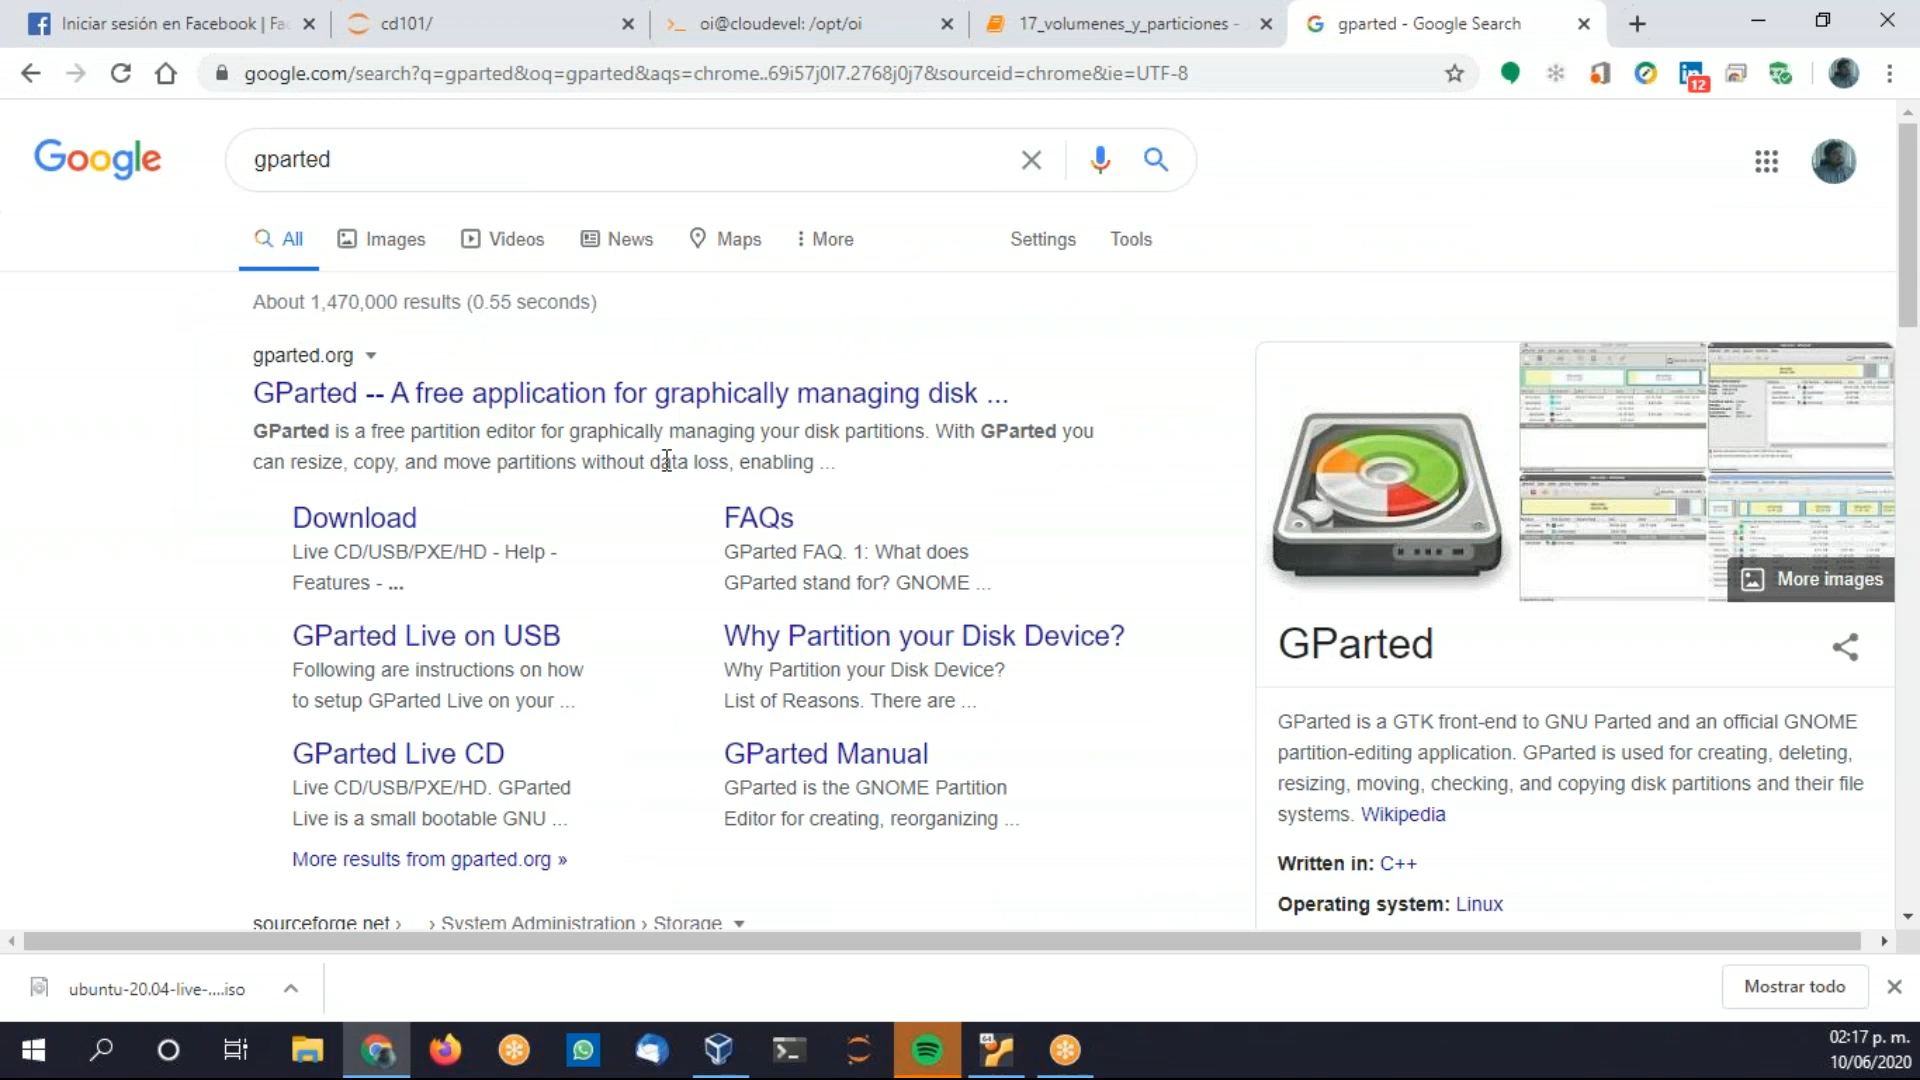 Iniciar sesión en Facebook | Fa
cd101/
oi@cloudevel: /opt/oi
17_volumenes_y_particiones -
gparted - Google Search
google.com/search?q=gparted&oq=gparted&aqs=chrome..69i57j0l7.2768j0j7&sourceid=chrome&ie=UTF-8
12
Google
gparted
All
Images
Videos
News
Maps
More
Settings
Tools
About 1,470,000 results (0.55 seconds)
gparted.org
GParted -- A free application for graphically managing disk ...
GParted is a free partition editor for graphically managing your disk partitions. With GParted you
can resize, copy, and move partitions without data loss, enabling ...
Download
Live CD/USB/PXE/HD - Help -
Features - ...
FAQs
GParted FAQ. 1: What does
GParted stand for? GNOME ...
GParted Live on USB
Following are instructions on how
to setup GParted Live on your ...
Why Partition your Disk Device?
Why Partition your Disk Device?
List of Reasons. There are ...
GParted Live CD
Live CD/USB/PXE/HD. GParted
Live is a small bootable GNU ...
GParted Manual
GParted is the GNOME Partition
Editor for creating, reorganizing ...
More results from gparted.org »
sourceforge.net › › System Administration › Storage
More images
GParted
GParted is a GTK front-end to GNU Parted and an official GNOME
partition-editing application. GParted is used for creating, deleting,
resizing, moving, checking, and copying disk partitions and their file
systems. Wikipedia
Written in: C++
Operating system: Linux
ubuntu-20.04-live-....iso
Mostrar todo
64
02:17 p. m.
10/06/2020